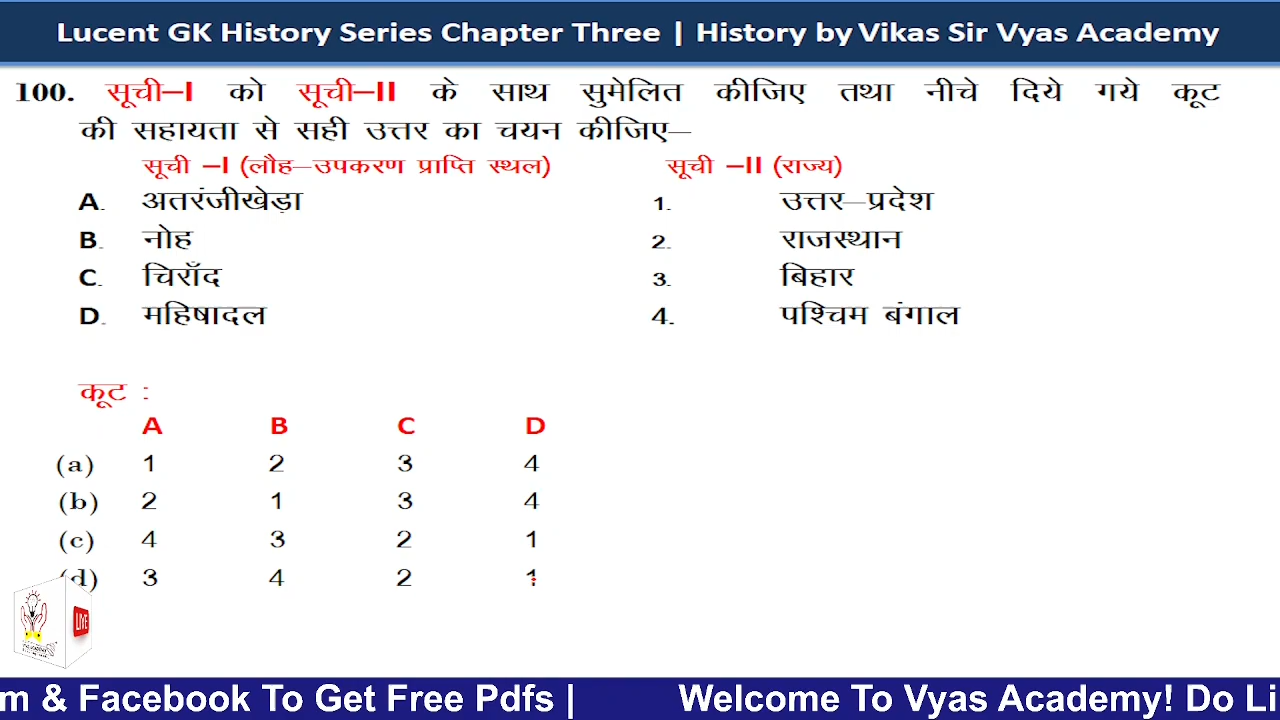 Lucent GK History Series Chapter Three | History by Vikas Sir Vyas Academy
100. सूची–I को सूची–II के साथ सुमेलित कीजिए तथा नीचे दिये गये कूट
की सहायता से सही उत्तर का चयन कीजिए–
सूची –I (लौह–उपकरण प्राप्ति स्थल) सूची –II (राज्य)
A. अतरंजीखेड़ा 1. उत्तर–प्रदेश
B. नोह 2. राजस्थान
C. चिराँद 3. बिहार
D. महिषादल 4. पश्चिम बंगाल
कूट :
A B C D
(a) 1 2 3 4
(b) 2 1 3 4
(c) 4 3 2 1
(d) 3 4 2 1
LIVE
m & Facebook To Get Free Pdfs | Welcome To Vyas Academy! Do Li